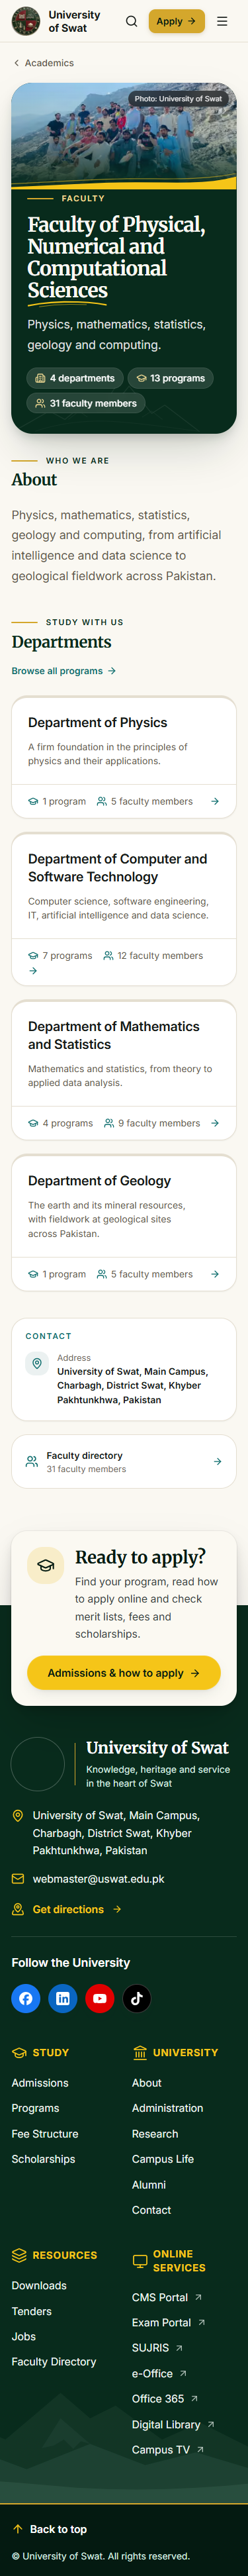 University
of Swat
Apply
Academics
Photo: University of Swat
FACULTY
Faculty of Physical,
Numerical and
Computational
Sciences
Physics, mathematics, statistics,
geology and computing.
4 departments
13 programs
31 faculty members
WHO WE ARE
About
Physics, mathematics, statistics,
geology and computing, from artificial
intelligence and data science to
geological fieldwork across Pakistan.
STUDY WITH US
Departments
Browse all programs
Department of Physics
A firm foundation in the principles of
physics and their applications.
1 program 5 faculty members
Department of Computer and
Software Technology
Computer science, software engineering,
IT, artificial intelligence and data science.
7 programs 12 faculty members
Department of Mathematics
and Statistics
Mathematics and statistics, from theory to
applied data analysis.
4 programs 9 faculty members
Department of Geology
The earth and its mineral resources,
with fieldwork at geological sites
across Pakistan.
1 program 5 faculty members
CONTACT
Address
University of Swat, Main Campus,
Charbagh, District Swat, Khyber
Pakhtunkhwa, Pakistan
Faculty directory
31 faculty members
Ready to apply?
Find your program, read how
to apply online and check
merit lists, fees and
scholarships.
Admissions & how to apply
University of Swat
Knowledge, heritage and service
in the heart of Swat
University of Swat, Main Campus,
Charbagh, District Swat, Khyber
Pakhtunkhwa, Pakistan
webmaster@uswat.edu.pk
Get directions
Follow the University
STUDY
Admissions
Programs
Fee Structure
Scholarships
UNIVERSITY
About
Administration
Research
Campus Life
Alumni
Contact
RESOURCES
Downloads
Tenders
Jobs
Faculty Directory
ONLINE
SERVICES
CMS Portal
Exam Portal
SUJRIS
e-Office
Office 365
Digital Library
Campus TV
Back to top
© University of Swat. All rights reserved.